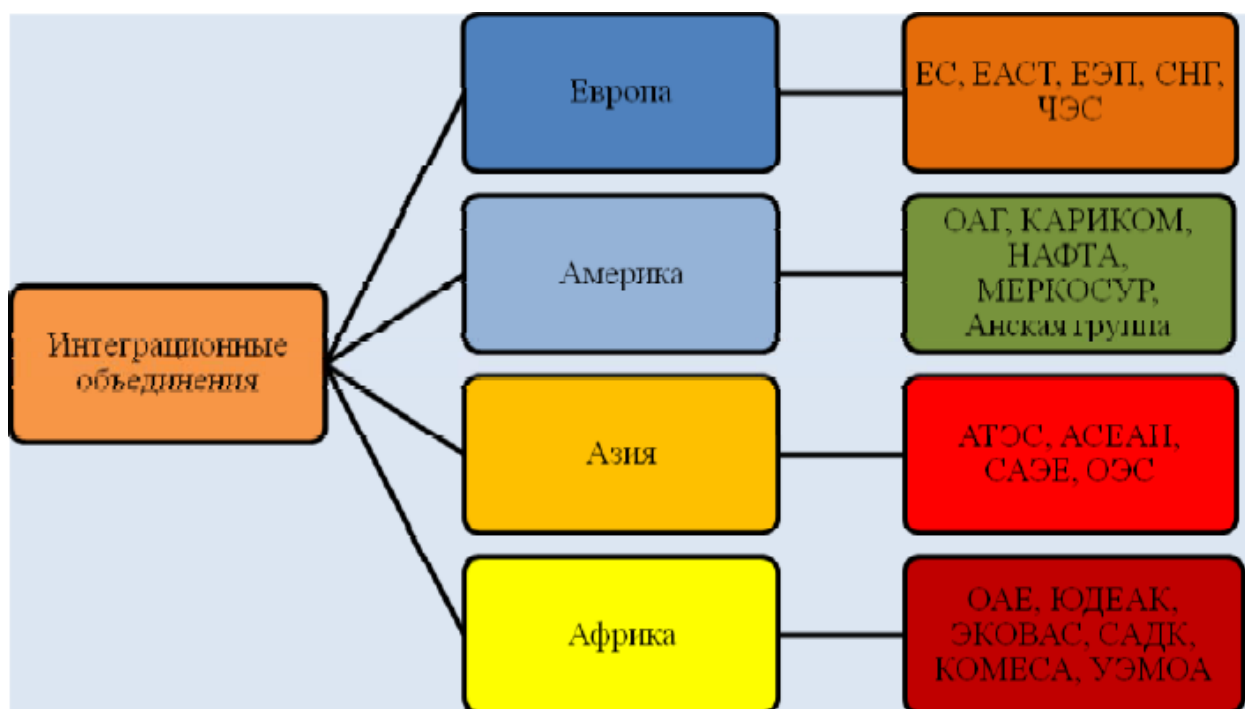 Интеграционные
объединения
Европа
ЕС, ЕАСТ, ЕЭП, СНГ,
ЧЭС
Америка
ОАГ, КАРИКОМ,
НАФТА,
МЕРКОСУР,
Анская группа
Азия
АТЭС, АСЕАН,
САЭЕ, ОЭС
Африка
ОАЕ, ЮДЕАК,
ЭКОВАС, САДК,
КОМЕСА, УЭМОА